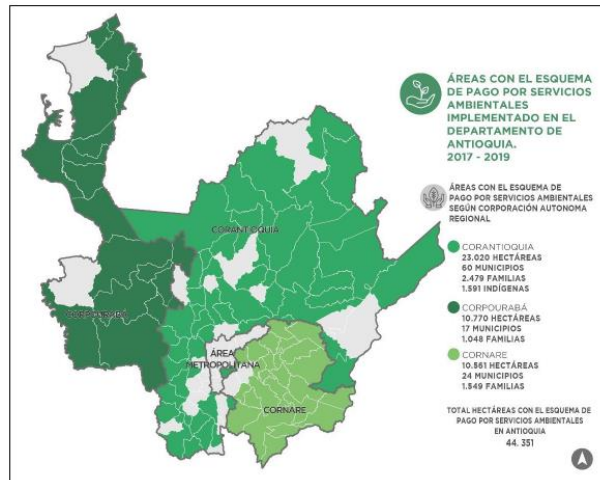 ÁREAS CON EL ESQUEMA
DE PAGO POR SERVICIOS
AMBIENTALES
IMPLEMENTADO EN EL
DEPARTAMENTO DE
ANTIOQUIA.
2017 - 2019
ÁREAS CON EL ESQUEMA DE
PAGO POR SERVICIOS AMBIENTALES
SEGÚN CORPORACIÓN AUTONOMA
REGIONAL
CORANTIOQUIA
23.020 HECTÁREAS
60 MUNICIPIOS
2.479 FAMILIAS
1.591 INDÍGENAS
CORPOURABÁ
10.770 HECTÁREAS
17 MUNICIPIOS
1.048 FAMILIAS
CORNARE
10.561 HECTÁREAS
24 MUNICIPIOS
1.549 FAMILIAS
TOTAL HECTÁREAS CON EL ESQUEMA DE
PAGO POR SERVICIOS AMBIENTALES
EN ANTIOQUIA
44. 351
CORANTIOQUIA
CORPOURABÁ
ÁREA
METROPOLITANA
CORNARE